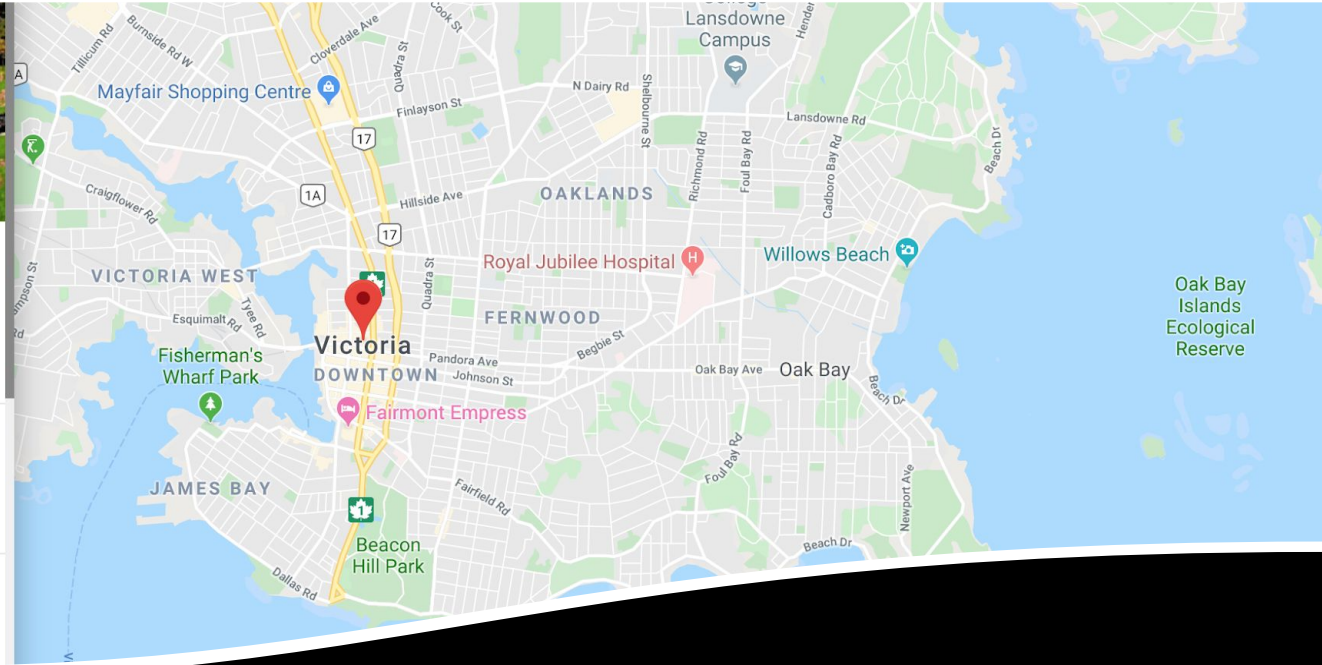 Lansdowne
Campus
Cook St
Burnside Rd W
Tillicum Rd
Cloverdale Ave
Quadra St
A
Mayfair Shopping Centre
N Dairy Rd
Shelbourne St
Finlayson St
Lansdowne Rd
17
Richmond Rd
Foul Bay Rd
Cadboro Bay Rd
Beach Dr
1A
Craigflower Rd
Hillside Ave
OAKLANDS
17
Royal Jubilee Hospital
H
Willows Beach
VICTORIA WEST
Quadra St
Tyee Rd
Esquimalt Rd
FERNWOOD
Begbie St
Oak Bay
Islands
Ecological
Reserve
Victoria
DOWNTOWN
Fisherman's
Wharf Park
Pandora Ave
Johnson St
Oak Bay Ave
Oak Bay
Beach Dr
Fairmont Empress
Foul Bay Rd
JAMES BAY
Fairfield Rd
Newport Ave
1
Beacon
Hill Park
Beach Dr
Dallas Rd